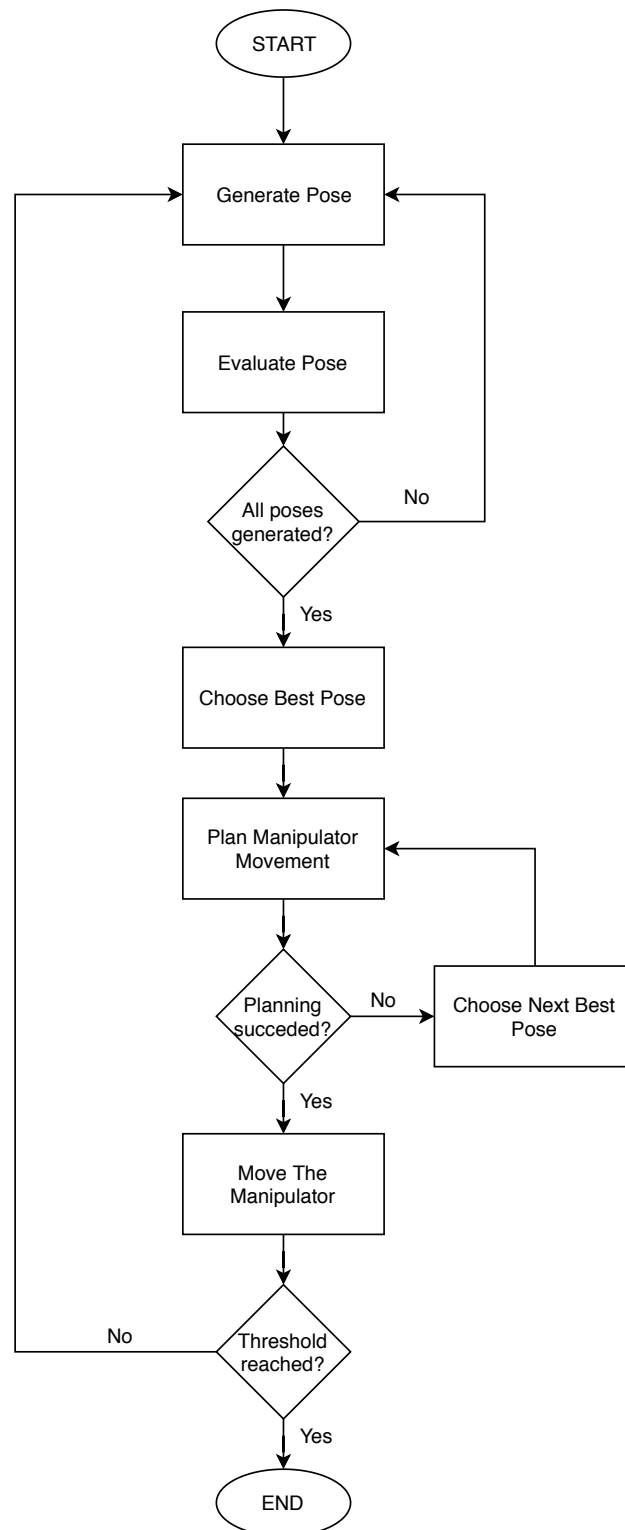 START
Generate Pose
Evaluate Pose
All poses
generated?
No
Yes
Choose Best Pose
Plan Manipulator
Movement
Planning
succeded?
No
Choose Next Best
Pose
Yes
Move The
Manipulator
Threshold
reached?
No
Yes
END